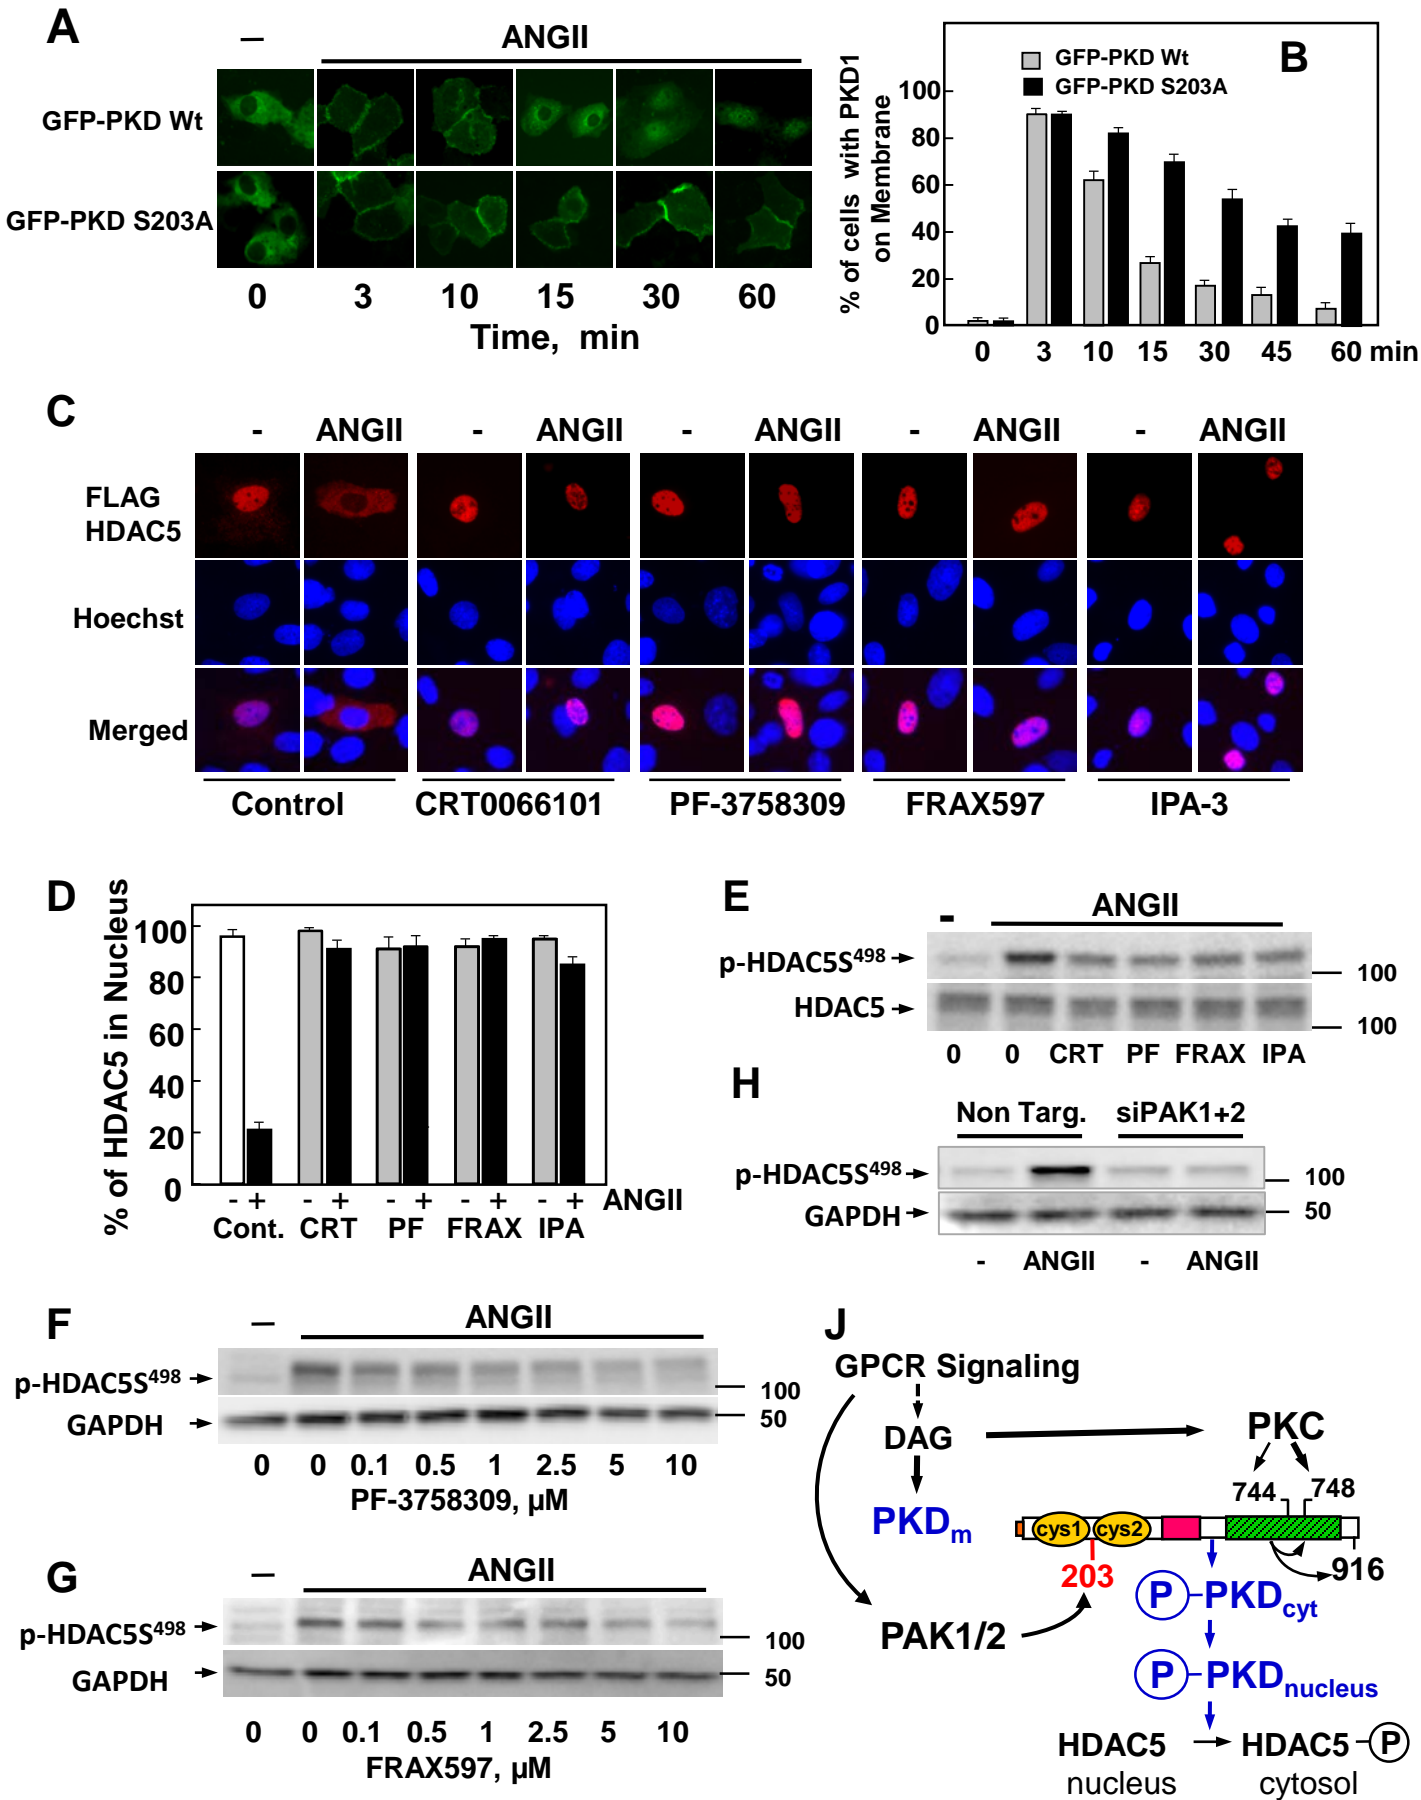 A
–
ANGII
GFP-PKD Wt
GFP-PKD S203A
0 3 10 15 30 60
Time, min
B
GFP-PKD Wt
GFP-PKD S203A
% of cells with PKD1
on Membrane
100
80
60
40
20
0
0 3 10 15 30 45 60 min
C
- ANGII - ANGII - ANGII - ANGII - ANGII
FLAG
HDAC5
Hoechst
Merged
Control CRT0066101 PF-3758309 FRAX597 IPA-3
D
% of HDAC5 in Nucleus
100
80
60
40
20
0
- + - + - + - + - + ANGII
Cont. CRT PF FRAX IPA
E
- ANGII
p-HDAC5S498
100
HDAC5
100
0 0 CRT PF FRAX IPA
H
Non Targ. siPAK1+2
p-HDAC5S498
100
GAPDH
50
- ANGII - ANGII
F
– ANGII
p-HDAC5S498
100
GAPDH
50
0 0 0.1 0.5 1 2.5 5 10
PF-3758309, µM
G
– ANGII
p-HDAC5S498
100
GAPDH
50
0 0 0.1 0.5 1 2.5 5 10
FRAX597, µM
J
GPCR Signaling
DAG
PKC
744 748
PKDm
cys1 cys2
203
916
P PKDcyt
PAK1/2
P PKDnucleus
HDAC5 HDAC5 P
nucleus cytosol